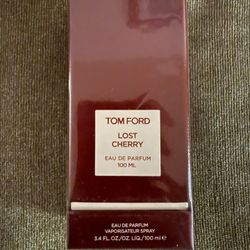 TOM FORD
LOST
CHERRY
EAU DE PARFUM
100 ML
EAU DE PARFUM
VAPORISATEUR SPRAY
3.4 FL.OZ/OZ. LIQ./100 ml ℮